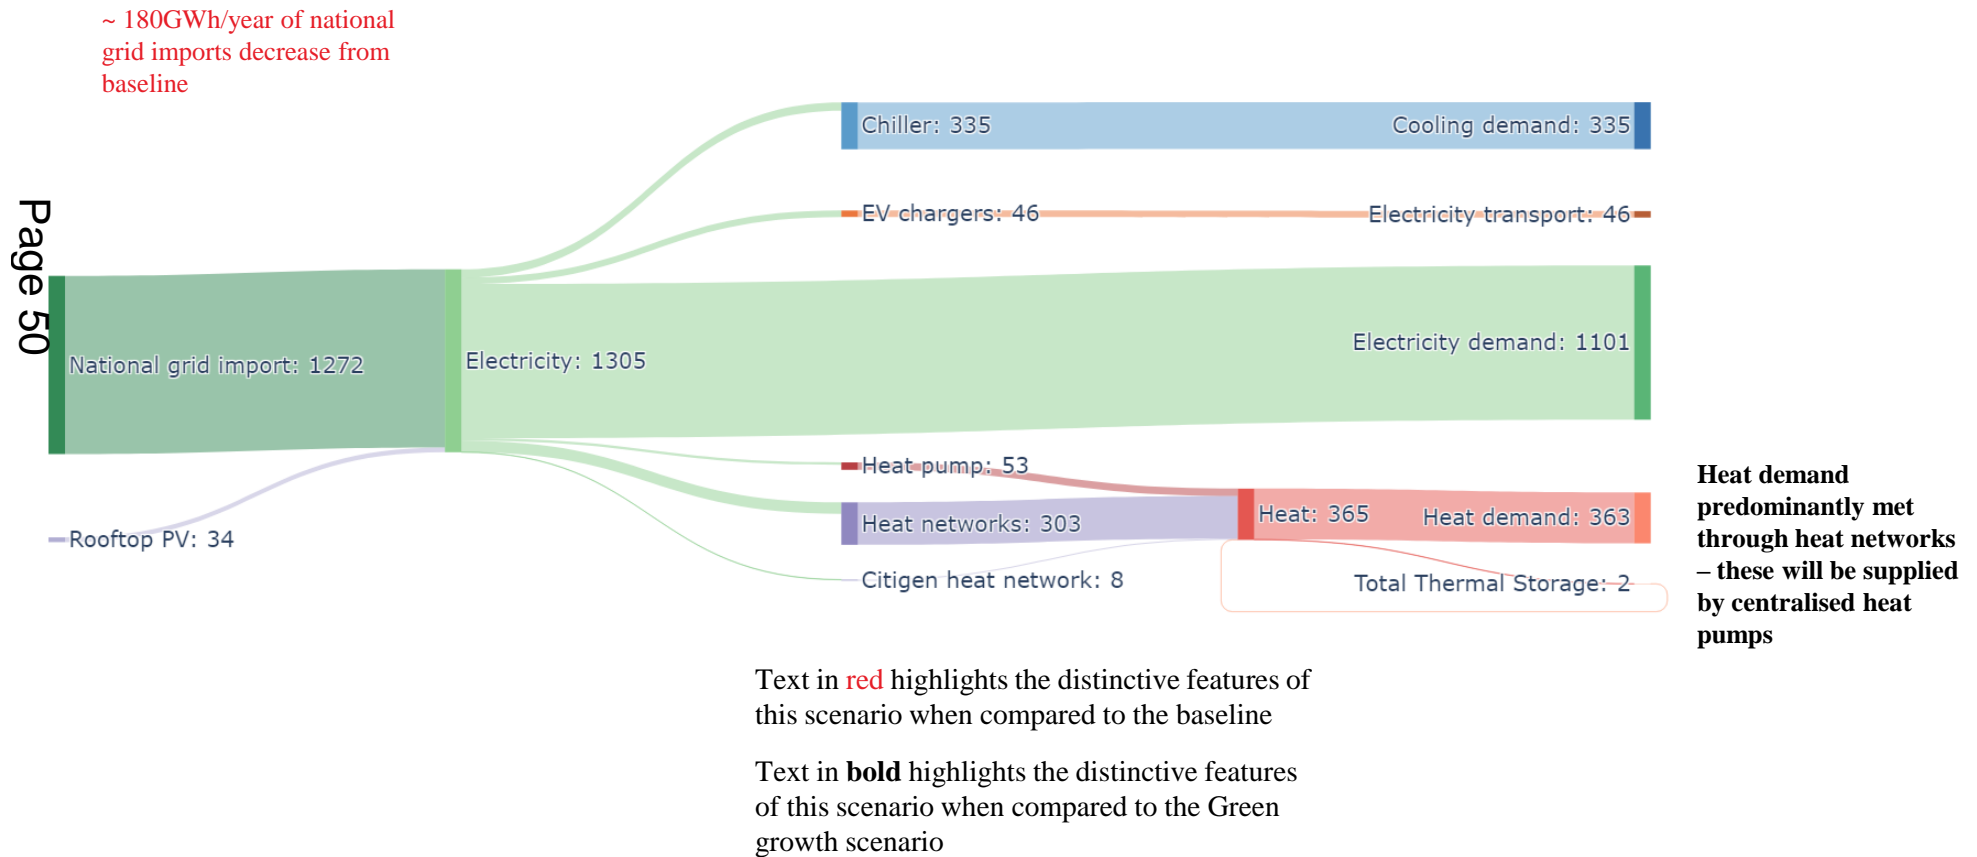 ~ 180GWh/year of national
grid imports decrease from
baseline
Page 50
Chiller: 335
Cooling demand: 335
EV chargers: 46
Electricity transport: 46
National grid import: 1272
Electricity: 1305
Electricity demand: 1101
Rooftop PV: 34
Heat pump: 53
Heat networks: 303
Heat: 365
Heat demand: 363
Citigen heat network: 8
Total Thermal Storage: 2
Heat demand
predominantly met
through heat networks
– these will be supplied
by centralised heat
pumps
Text in red highlights the distinctive features of
this scenario when compared to the baseline
Text in bold highlights the distinctive features
of this scenario when compared to the Green
growth scenario